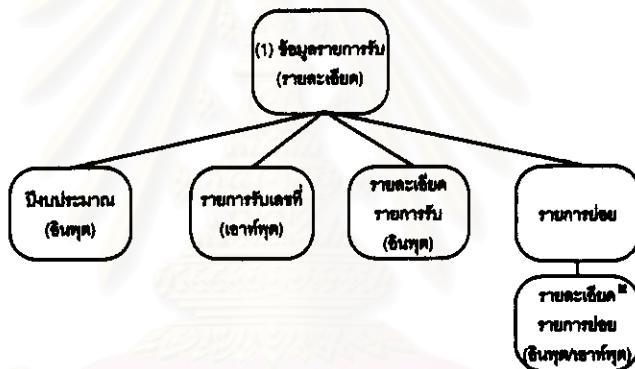 (1) ข้อมูลรายการรับ
(รายละเอียด)
ปีงบประมาณ
(อินพุต)
รายการรับเลขที่
(เอาท์พุต)
รายละเอียด
รายการรับ
(อินพุต)
รายการย่อย
รายละเอียด
รายการย่อย
(อินพุต/เอาท์พุต)